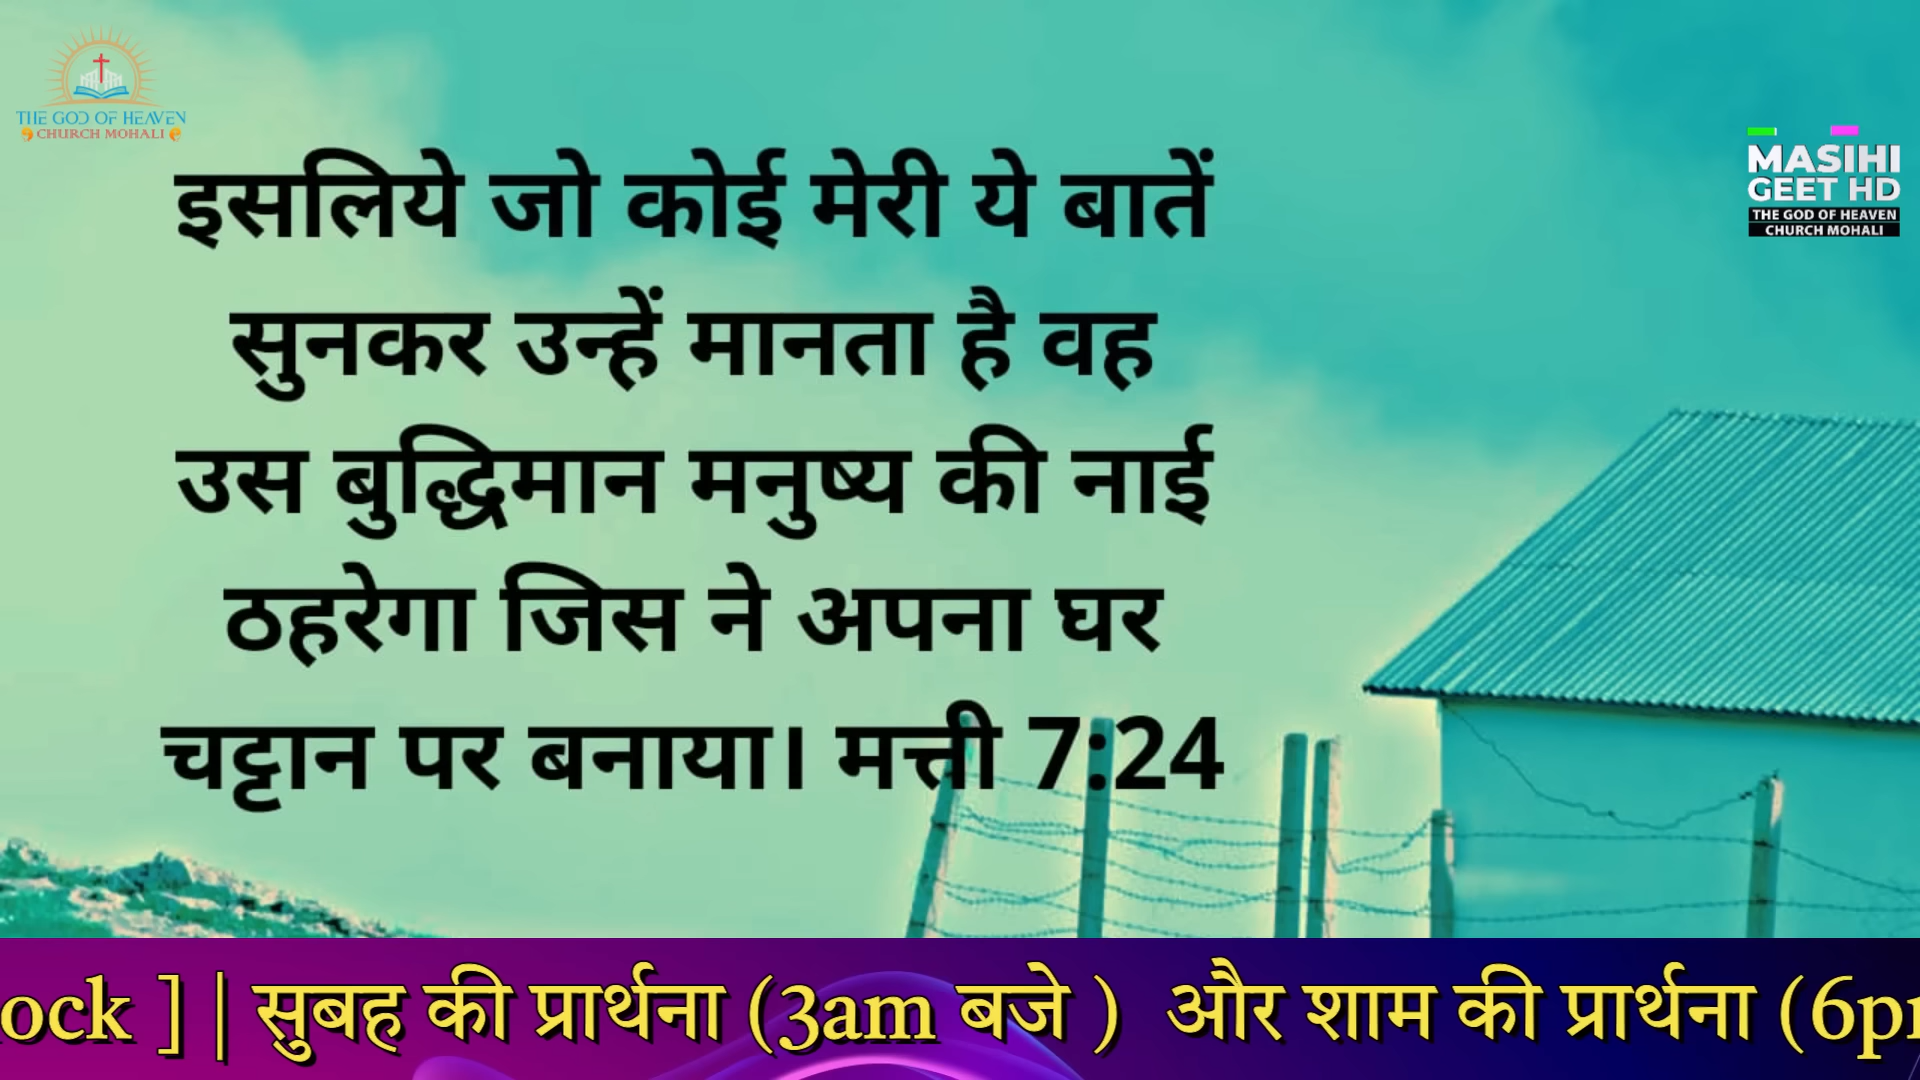 THE GOD OF HEAVEN
CHURCH MOHALI
MASIHI
GEET HD
THE GOD OF HEAVEN
CHURCH MOHALI
इसलिये जो कोई मेरी ये बातें
सुनकर उन्हें मानता है वह
उस बुद्धिमान मनुष्य की नाई
ठहरेगा जिस ने अपना घर
चट्टान पर बनाया। मत्ती 7:24
ock ] | सुबह की प्रार्थना (3am बजे ) और शाम की प्रार्थना (6p